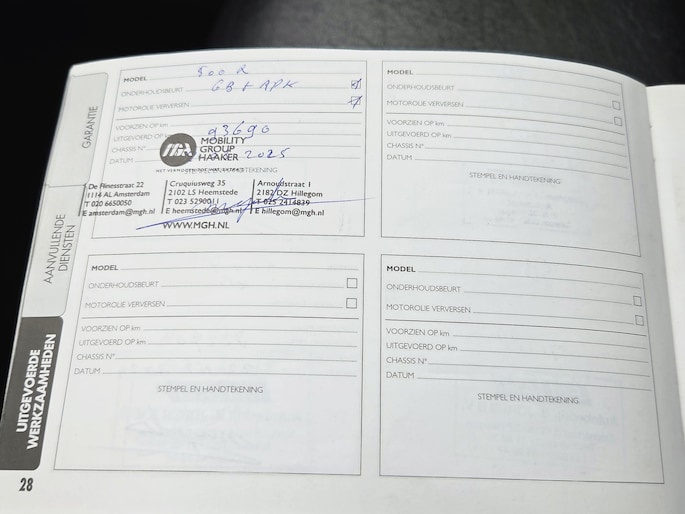 GARANTIE
AANVULLENDE
DIENSTEN
UITGEVOERDE
WERKZAAMHEDEN
MODEL 500
ONDERHOUDSBEURT GB + APK
MOTOROLIE VERVERSEN
VOORZIEN OP km
UITGEVOERD OP km 93690
CHASSIS N°
DATUM 2025
MGH MOBILITY
GROUP
HAAKER
De Flinesstraat 22
1114 AL Amsterdam
T 020 6650050
E amsterdam@mgh.nl
Cruquiusweg 35
2102 LS Heemstede
T 023 5290011
E heemstede@mgh.nl
Arnoudstraat 1
2182 DZ Hillegom
T 025 2414839
E hillegom@mgh.nl
WWW.MGH.NL
MODEL
ONDERHOUDSBEURT
MOTOROLIE VERVERSEN
VOORZIEN OP km
UITGEVOERD OP km
CHASSIS N°
DATUM
STEMPEL EN HANDTEKENING
MODEL
ONDERHOUDSBEURT
MOTOROLIE VERVERSEN
VOORZIEN OP km
UITGEVOERD OP km
CHASSIS N°
DATUM
STEMPEL EN HANDTEKENING
MODEL
ONDERHOUDSBEURT
MOTOROLIE VERVERSEN
VOORZIEN OP km
UITGEVOERD OP km
CHASSIS N°
DATUM
STEMPEL EN HANDTEKENING
28